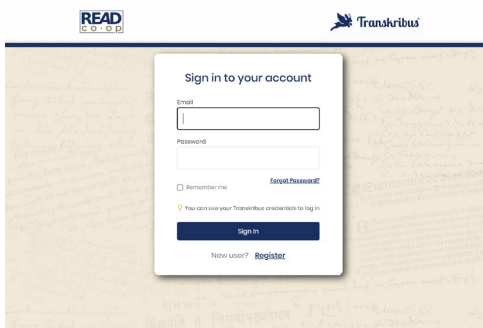 READ
CO·OP
Transkribus
Sign in to your account
Email
Password
Forgot Password?
Remember me
You can use your Transkribus credentials to log in
Sign In
New user? Register